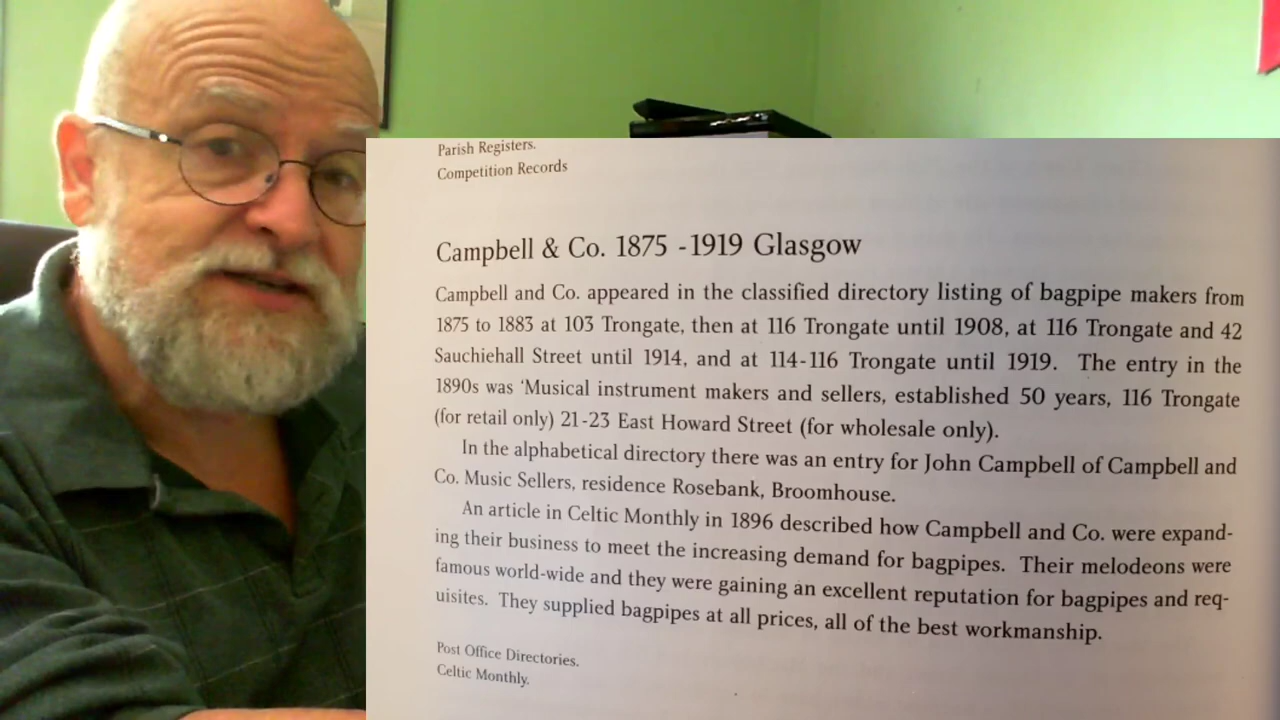 Parish Registers.
Competition Records
Campbell & Co. 1875 -1919 Glasgow
Campbell and Co. appeared in the classified directory listing of bagpipe makers from
1875 to 1883 at 103 Trongate, then at 116 Trongate until 1908, at 116 Trongate and 42
Sauchiehall Street until 1914, and at 114-116 Trongate until 1919. The entry in the
1890s was ‘Musical instrument makers and sellers, established 50 years, 116 Trongate
(for retail only) 21-23 East Howard Street (for wholesale only).
In the alphabetical directory there was an entry for John Campbell of Campbell and
Co. Music Sellers, residence Rosebank, Broomhouse.
An article in Celtic Monthly in 1896 described how Campbell and Co. were expand-
ing their business to meet the increasing demand for bagpipes. Their melodeons were
famous world-wide and they were gaining an excellent reputation for bagpipes and req-
uisites. They supplied bagpipes at all prices, all of the best workmanship.
Post Office Directories.
Celtic Monthly.